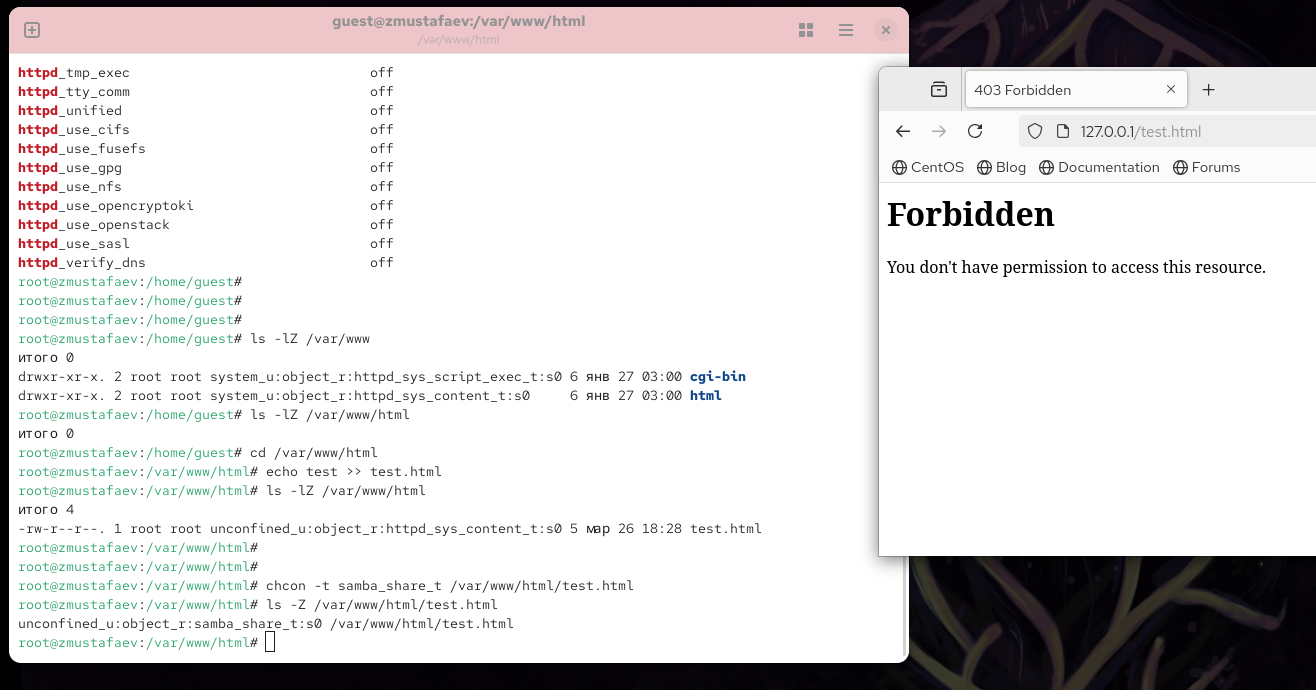 guest@zmustafaev:/var/www/html
/var/www/html
httpd_tmp_exec                              off
httpd_tty_comm                              off
httpd_unified                               off
httpd_use_cifs                              off
httpd_use_fusefs                            off
httpd_use_gpg                               off
httpd_use_nfs                               off
httpd_use_opencryptoki                      off
httpd_use_openstack                         off
httpd_use_sasl                              off
httpd_verify_dns                            off
root@zmustafaev:/home/guest#
root@zmustafaev:/home/guest#
root@zmustafaev:/home/guest#
root@zmustafaev:/home/guest# ls -lZ /var/www
итого 0
drwxr-xr-x. 2 root root system_u:object_r:httpd_sys_script_exec_t:s0 6 янв 27 03:00 cgi-bin
drwxr-xr-x. 2 root root system_u:object_r:httpd_sys_content_t:s0     6 янв 27 03:00 html
root@zmustafaev:/home/guest# ls -lZ /var/www/html
итого 0
root@zmustafaev:/home/guest# cd /var/www/html
root@zmustafaev:/var/www/html# echo test >> test.html
root@zmustafaev:/var/www/html# ls -lZ /var/www/html
итого 4
-rw-r--r--. 1 root root unconfined_u:object_r:httpd_sys_content_t:s0 5 мар 26 18:28 test.html
root@zmustafaev:/var/www/html#
root@zmustafaev:/var/www/html#
root@zmustafaev:/var/www/html# chcon -t samba_share_t /var/www/html/test.html
root@zmustafaev:/var/www/html# ls -Z /var/www/html/test.html
unconfined_u:object_r:samba_share_t:s0 /var/www/html/test.html
root@zmustafaev:/var/www/html#
403 Forbidden
127.0.0.1/test.html
CentOS Blog Documentation Forums
Forbidden
You don't have permission to access this resource.